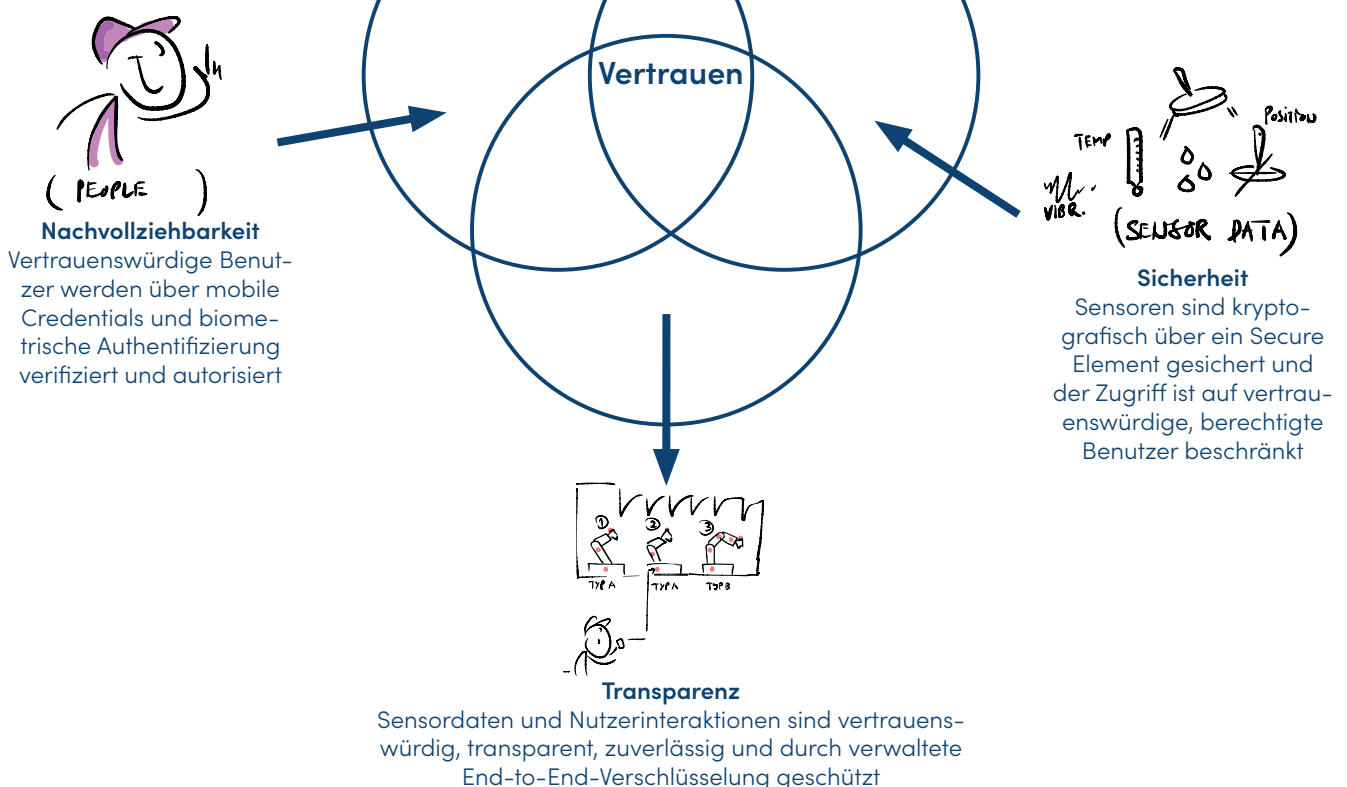 Vertrauen
(PEOPLE)
Nachvollziehbarkeit
Vertrauenswürdige Benut-
zer werden über mobile
Credentials und biome-
trische Authentifizierung
verifiziert und autorisiert
TEMP
POSITION
VIBR.
(SENSOR DATA)
Sicherheit
Sensoren sind krypto-
grafisch über ein Secure
Element gesichert und
der Zugriff ist auf vertrau-
enswürdige, berechtigte
Benutzer beschränkt
1 2 3
TYP A TYP A TYP B
Transparenz
Sensordaten und Nutzerinteraktionen sind vertrauens-
würdig, transparent, zuverlässig und durch verwaltete
End-to-End-Verschlüsselung geschützt